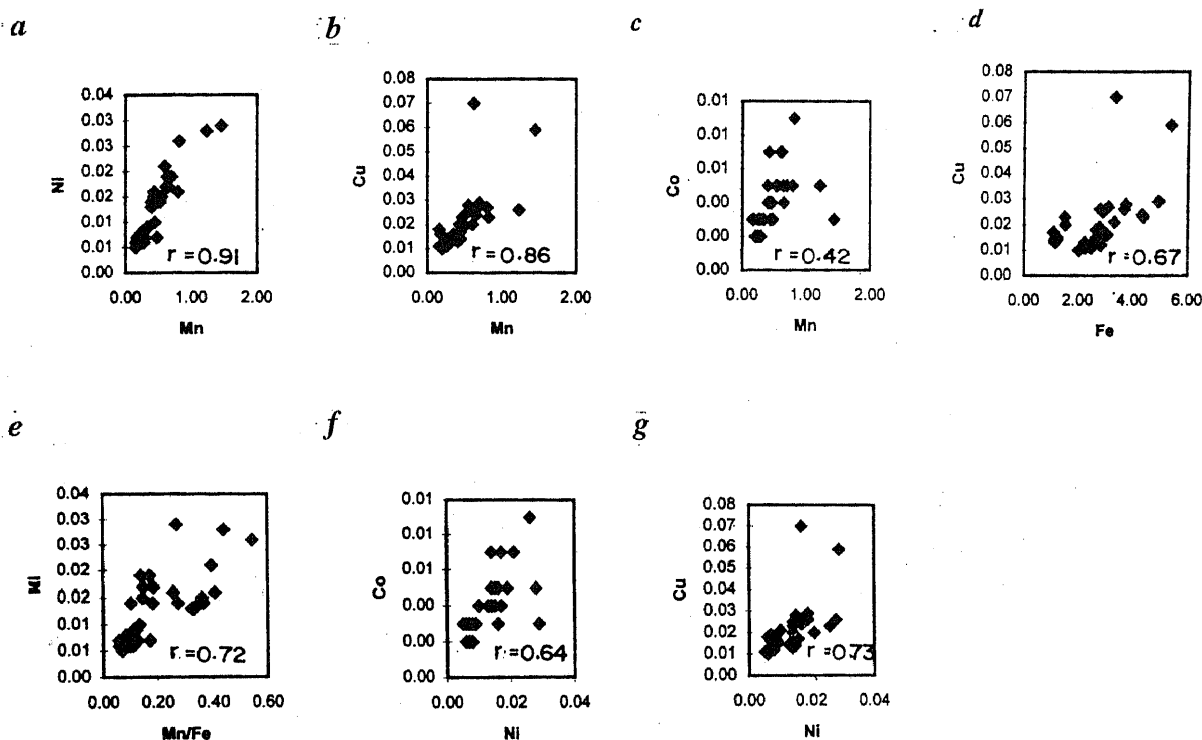 a
b
c
d
0.04
0.03
0.03
0.02
0.02
0.01
0.01
0.00
Ni
r=0.91
0.00 1.00 2.00
Mn
0.08
0.07
0.06
0.05
0.04
0.03
0.02
0.01
0.00
Cu
r=0.86
0.00 1.00 2.00
Mn
0.01
0.01
0.01
0.00
0.00
0.00
Co
r=0.42
0.00 1.00 2.00
Mn
0.08
0.07
0.06
0.05
0.04
0.03
0.02
0.01
0.00
Cu
r=0.67
0.00 2.00 4.00 6.00
Fe
e
f
g
0.04
0.03
0.03
0.02
0.02
0.01
0.01
0.00
Ni
r=0.72
0.00 0.20 0.40 0.60
Mn/Fe
0.01
0.01
0.01
0.00
0.00
0.00
Co
r=0.64
0.00 0.02 0.04
Ni
0.08
0.07
0.06
0.05
0.04
0.03
0.02
0.01
0.00
Cu
r=0.73
0.00 0.02 0.04
Ni